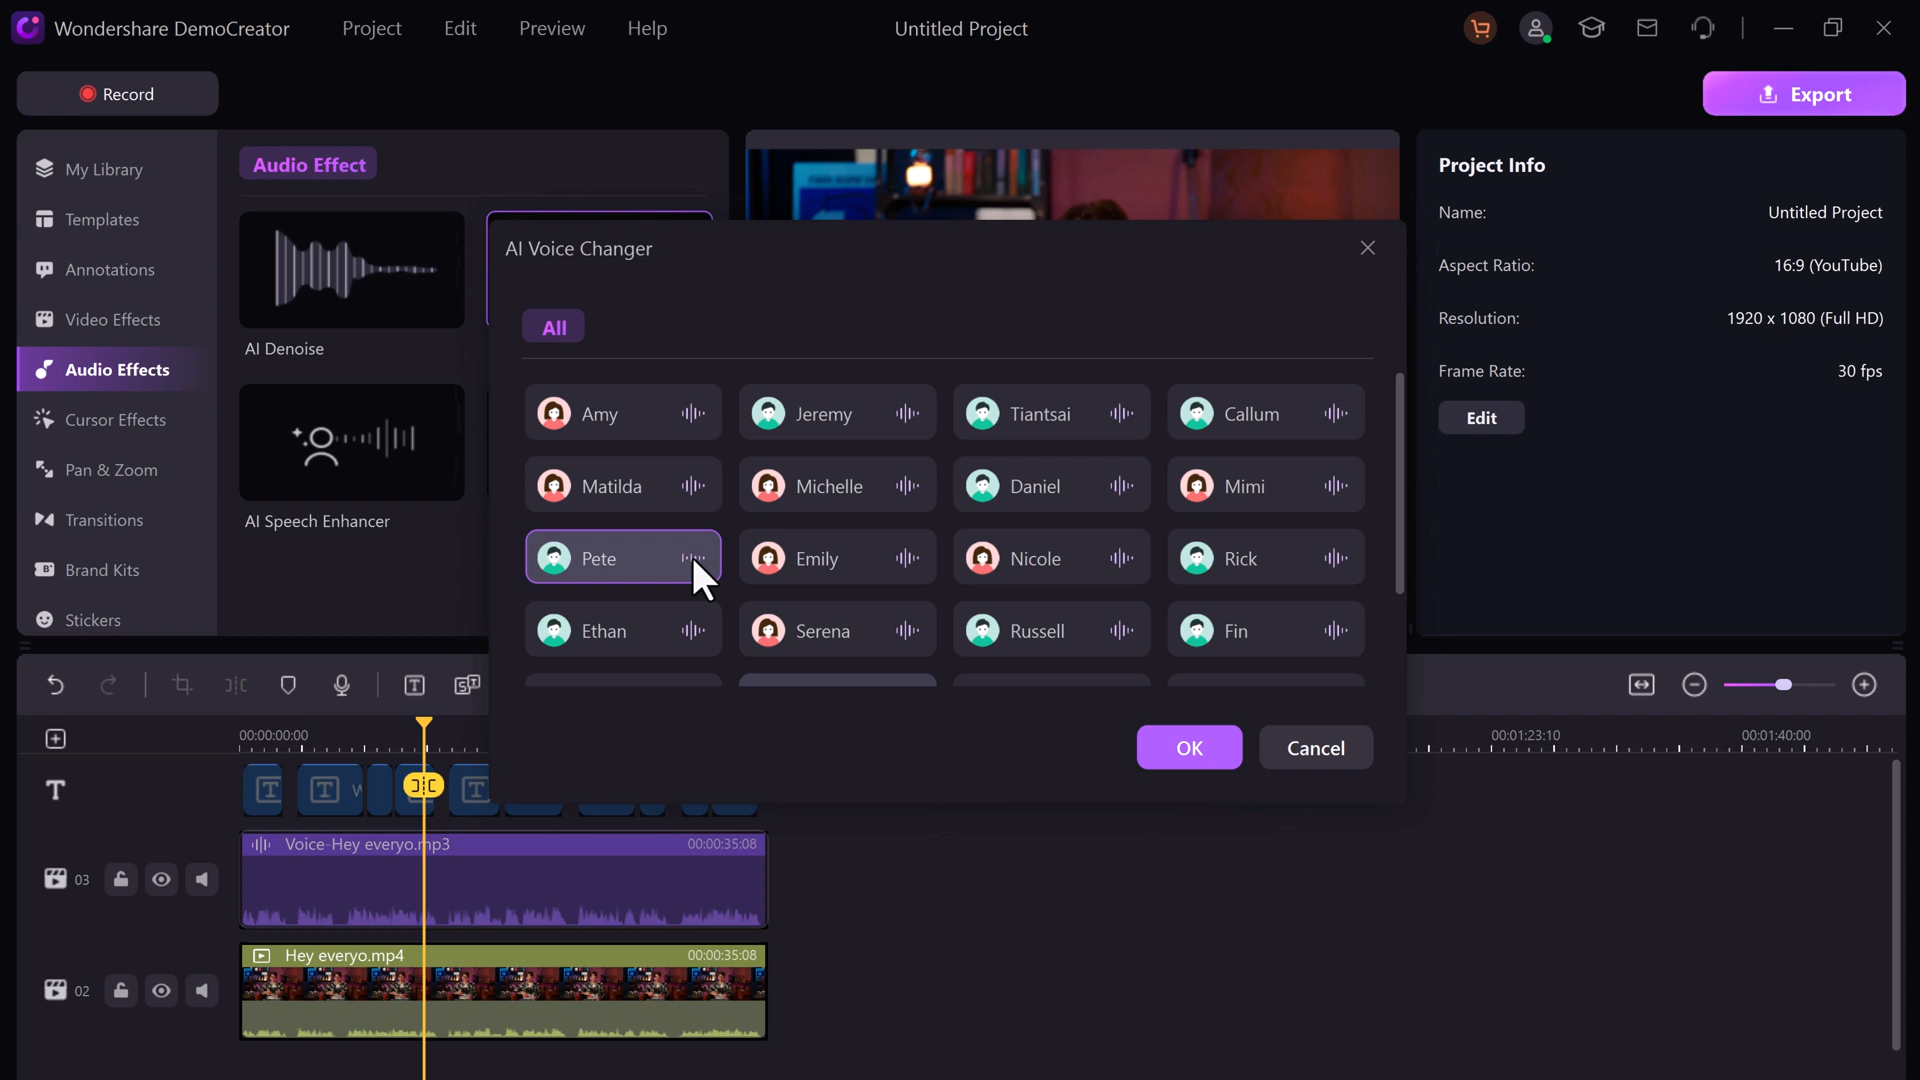 Wondershare DemoCreator
Project
Edit
Preview
Help
Untitled Project
Record
Export
My Library
Templates
Annotations
Video Effects
Audio Effects
Cursor Effects
Pan & Zoom
Transitions
Brand Kits
Stickers
Audio Effect
AI Denoise
AI Speech Enhancer
AI Voice Changer
All
Amy
Jeremy
Tiantsai
Callum
Matilda
Michelle
Daniel
Mimi
Pete
Emily
Nicole
Rick
Ethan
Serena
Russell
Fin
OK
Cancel
Project Info
Name:
Untitled Project
Aspect Ratio:
16:9 (YouTube)
Resolution:
1920 x 1080 (Full HD)
Frame Rate:
30 fps
Edit
00:00:00:00
00:01:23:10
00:01:40:00
Voice-Hey everyo.mp3
00:00:35:08
03
Hey everyo.mp4
00:00:35:08
02